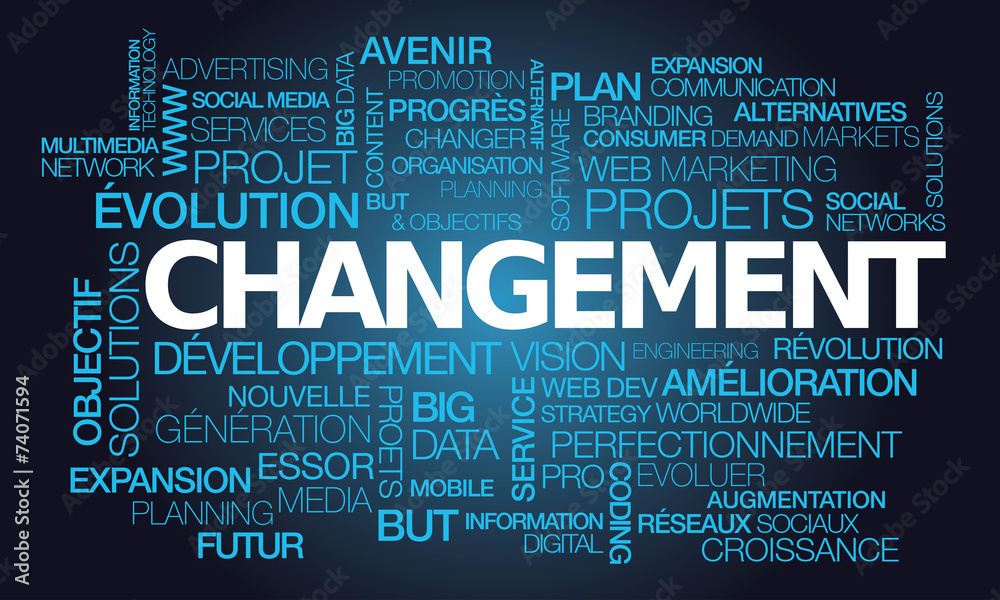 INFORMATION
TECHNOLOGY
WWW
ADVERTISING
SOCIAL MEDIA
SERVICES
PROJET
BIG DATA
MULTIMEDIA
NETWORK
ÉVOLUTION
AVENIR
PROMOTION
PROGRÈS
CHANGER
ORGANISATION
PLANNING
CONTENT
BUT
& OBJECTIFS
ALTERNATIF
SOFTWARE
PLAN
EXPANSION
COMMUNICATION
BRANDING
ALTERNATIVES
CONSUMER DEMAND MARKETS
WEB MARKETING
PROJETS
SOCIAL
NETWORKS
SOLUTIONS
CHANGEMENT
OBJECTIF
SOLUTIONS
DÉVELOPPEMENT VISION ENGINEERING RÉVOLUTION
NOUVELLE
GÉNÉRATION
PROJETS
BIG
DATA
SERVICE
WEB DEV AMÉLIORATION
STRATEGY WORLDWIDE
PERFECTIONNEMENT
PRO
CODING
EVOLUER
EXPANSION
ESSOR
MEDIA
PLANNING
FUTUR
MOBILE
BUT
INFORMATION
DIGITAL
AUGMENTATION
RÉSEAUX SOCIAUX
CROISSANCE
Adobe Stock | #74071594